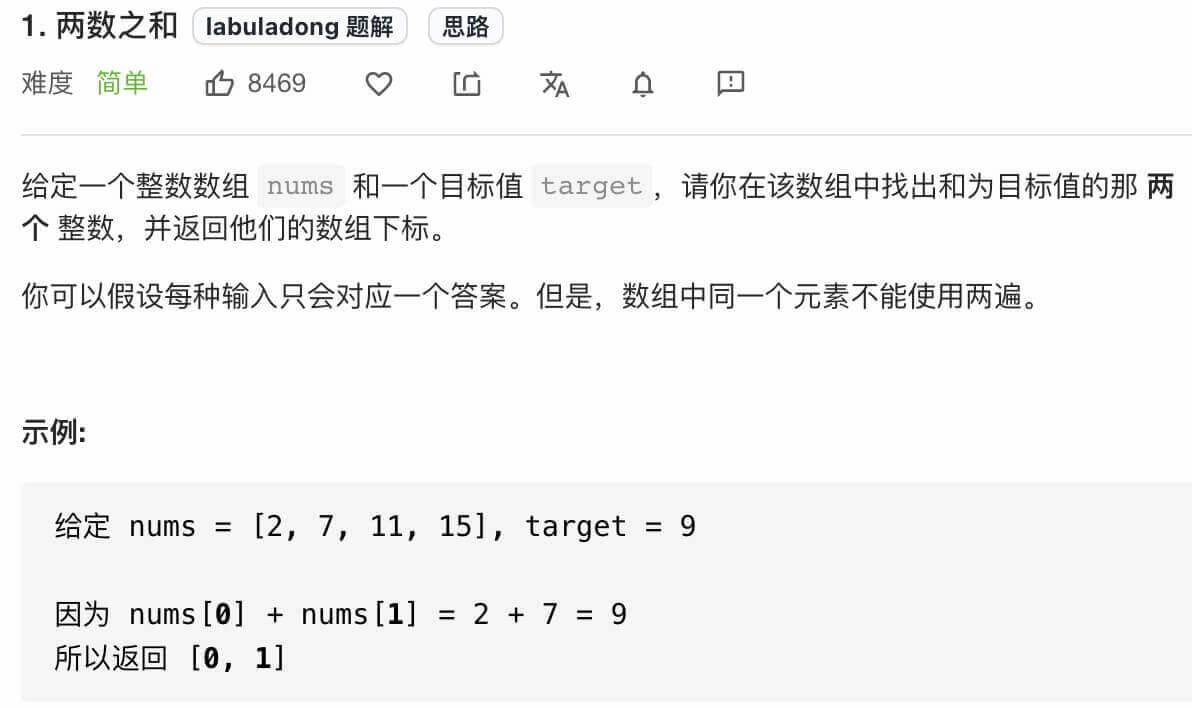 1. 两数之和 labuladong 题解 思路
难度 简单 8469
给定一个整数数组 nums 和一个目标值 target，请你在该数组中找出和为目标值的那 两
个 整数，并返回他们的数组下标。
你可以假设每种输入只会对应一个答案。但是，数组中同一个元素不能使用两遍。
示例:
给定 nums = [2, 7, 11, 15], target = 9
因为 nums[0] + nums[1] = 2 + 7 = 9
所以返回 [0, 1]